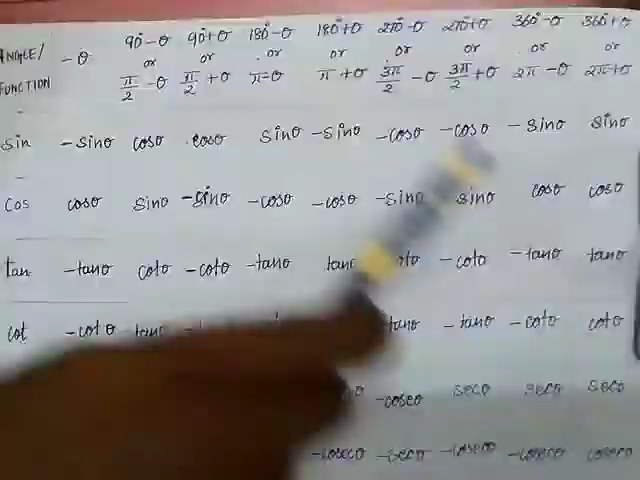 ANGLE/ FUNCTION -θ 90°-θ or π/2 -θ 90°+θ or π/2 +θ 180°-θ or π-θ 180°+θ or π+θ 270°-θ or 3π/2 -θ 270°+θ or 3π/2 +θ 360°-θ or 2π-θ 360°+θ or 2π+θ
sin -sinθ cosθ cosθ sinθ -sinθ -cosθ -cosθ -sinθ sinθ
cos cosθ sinθ -sinθ -cosθ -cosθ -sinθ sinθ cosθ cosθ
tan -tanθ cotθ -cotθ -tanθ -cotθ -tanθ tanθ
cot -cotθ tanθ -tanθ -cotθ cotθ
-cosecθ secθ secθ secθ
-cosecθ -secθ -cosecθ cosecθ